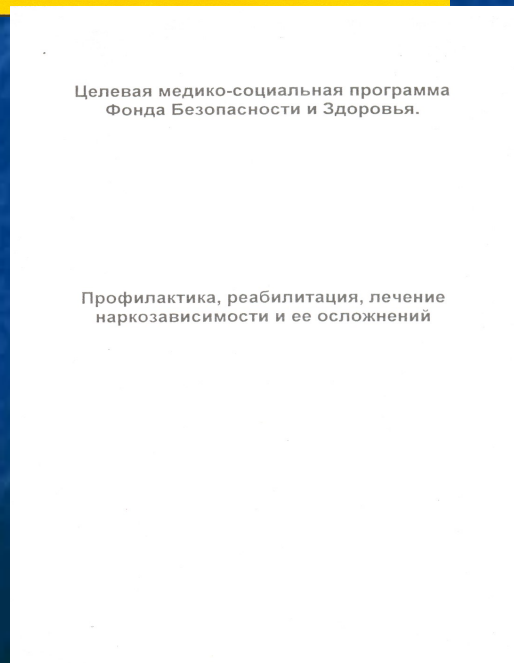 Целевая медико-социальная программа
Фонда Безопасности и Здоровья.
Профилактика, реабилитация, лечение
наркозависимости и ее осложнений